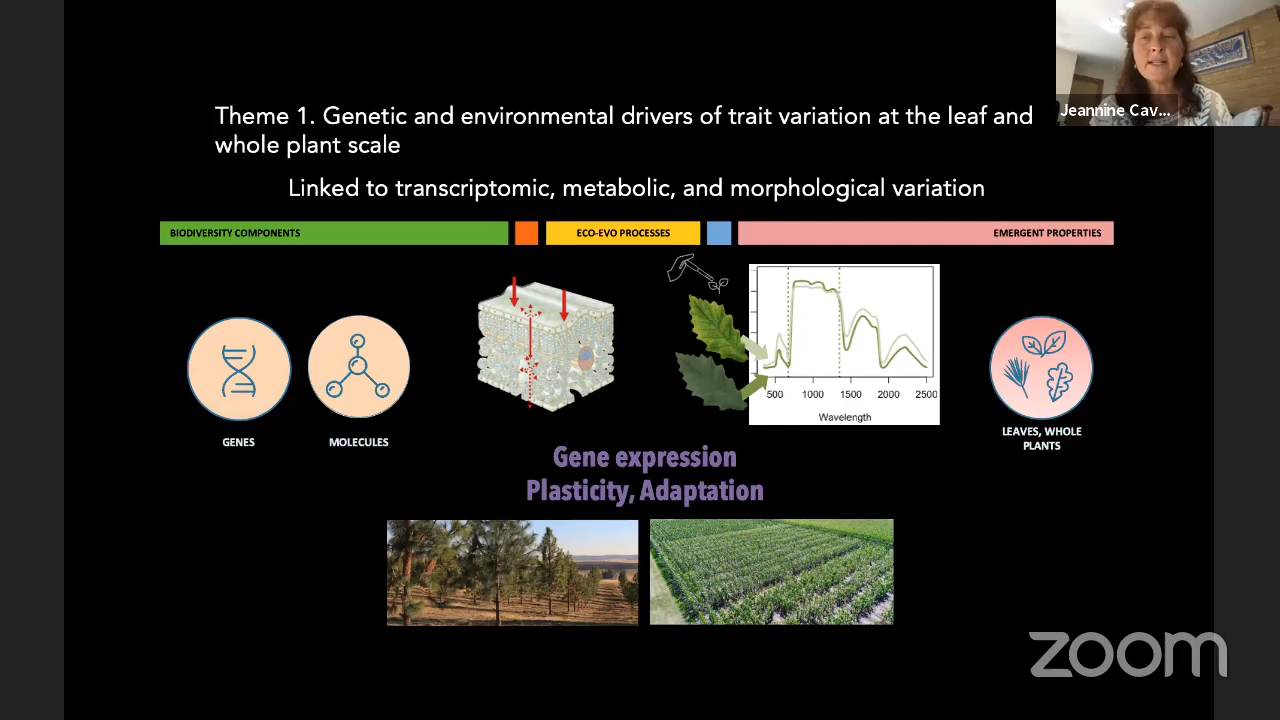 Theme 1. Genetic and environmental drivers of trait variation at the leaf and
whole plant scale
Linked to transcriptomic, metabolic, and morphological variation
BIODIVERSITY COMPONENTS
ECO-EVO PROCESSES
EMERGENT PROPERTIES
GENES
MOLECULES
500 1000 1500 2000 2500
Wavelength
LEAVES, WHOLE
PLANTS
Gene expression
Plasticity, Adaptation
Jeannine Cav...
zoom